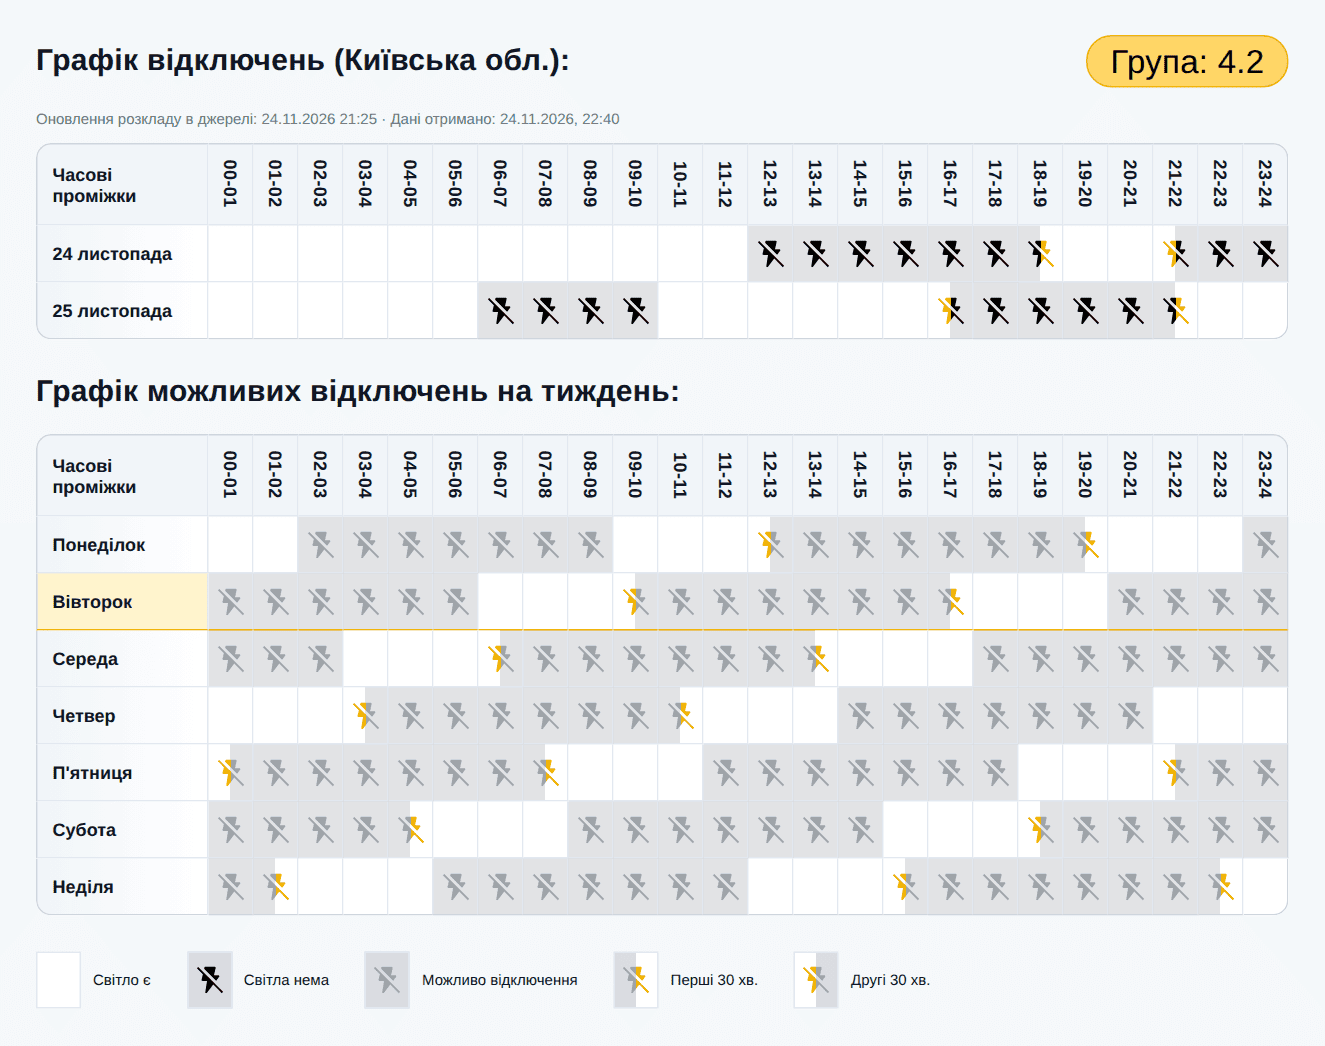 Графік відключень (Київська обл.):
Група: 4.2
Оновлення розкладу в джерелі: 24.11.2026 21:25 · Дані отримано: 24.11.2026, 22:40
Часові
проміжки
00-01 01-02 02-03 03-04 04-05 05-06 06-07 07-08 08-09 09-10 10-11 11-12 12-13 13-14 14-15 15-16 16-17 17-18 18-19 19-20 20-21 21-22 22-23 23-24
24 листопада
25 листопада
Графік можливих відключень на тиждень:
Часові
проміжки
00-01 01-02 02-03 03-04 04-05 05-06 06-07 07-08 08-09 09-10 10-11 11-12 12-13 13-14 14-15 15-16 16-17 17-18 18-19 19-20 20-21 21-22 22-23 23-24
Понеділок
Вівторок
Середа
Четвер
П'ятниця
Субота
Неділя
Світло є
Світла нема
Можливо відключення
Перші 30 хв.
Другі 30 хв.